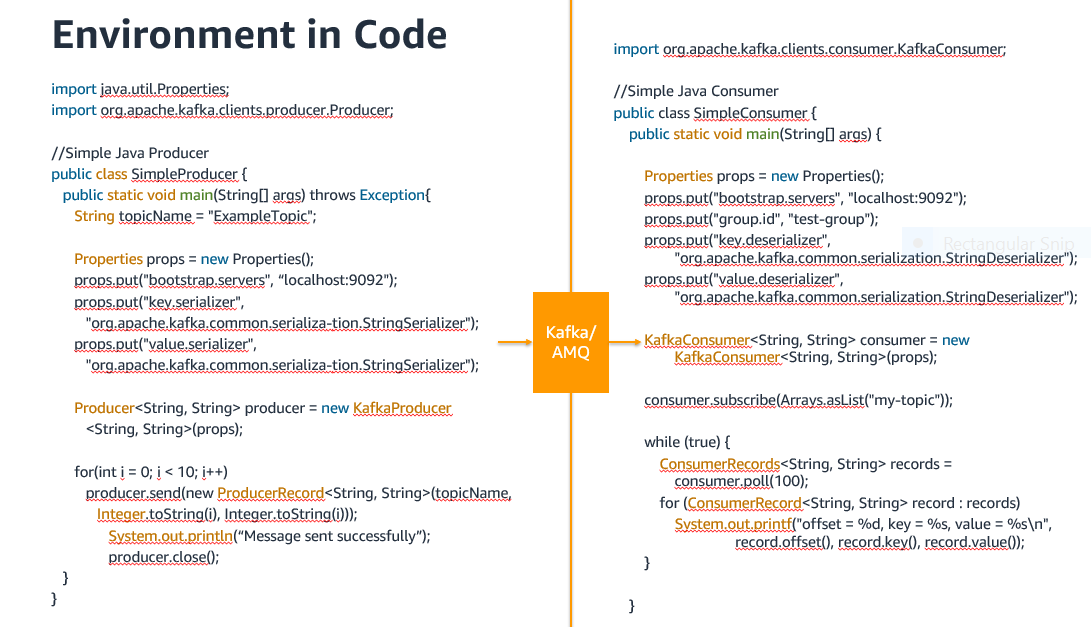 Environment in Code
import java.util.Properties;
import org.apache.kafka.clients.producer.Producer;
//Simple Java Producer
public class SimpleProducer {
public static void main(String[] args) throws Exception{
String topicName = "ExampleTopic";
Properties props = new Properties();
props.put("bootstrap.servers", “localhost:9092");
props.put("key.serializer",
"org.apache.kafka.common.serializa-tion.StringSerializer");
props.put("value.serializer",
"org.apache.kafka.common.serializa-tion.StringSerializer");
Producer<String, String> producer = new KafkaProducer
<String, String>(props);
for(int i = 0; i < 10; i++)
producer.send(new ProducerRecord<String, String>(topicName,
Integer.toString(i), Integer.toString(i)));
System.out.println(“Message sent successfully”);
producer.close();
}
}
Kafka/
AMQ
import org.apache.kafka.clients.consumer.KafkaConsumer;
//Simple Java Consumer
public class SimpleConsumer {
public static void main(String[] args) {
Properties props = new Properties();
props.put("bootstrap.servers", "localhost:9092");
props.put("group.id", "test-group");
props.put("key.deserializer",
"org.apache.kafka.common.serialization.StringDeserializer");
props.put("value.deserializer",
"org.apache.kafka.common.serialization.StringDeserializer");
KafkaConsumer<String, String> consumer = new
KafkaConsumer<String, String>(props);
consumer.subscribe(Arrays.asList("my-topic"));
while (true) {
ConsumerRecords<String, String> records =
consumer.poll(100);
for (ConsumerRecord<String, String> record : records)
System.out.printf("offset = %d, key = %s, value = %s\n",
record.offset(), record.key(), record.value());
}
}
Rectangular Snip